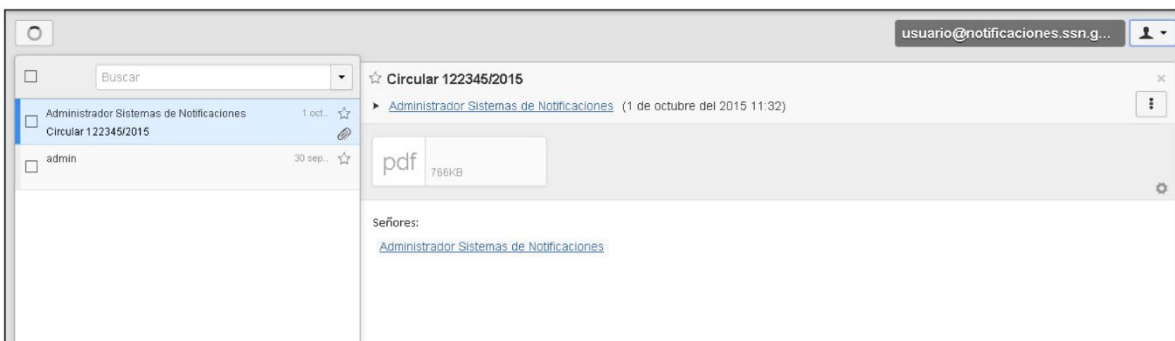 usuario@notificaciones.ssn.g...
Buscar
Administrador Sistemas de Notificaciones 1 oct..
Circular 122345/2015
admin 30 sep..
Circular 122345/2015
Administrador Sistemas de Notificaciones (1 de octubre del 2015 11:32)
pdf 766KB
Señores:
Administrador Sistemas de Notificaciones